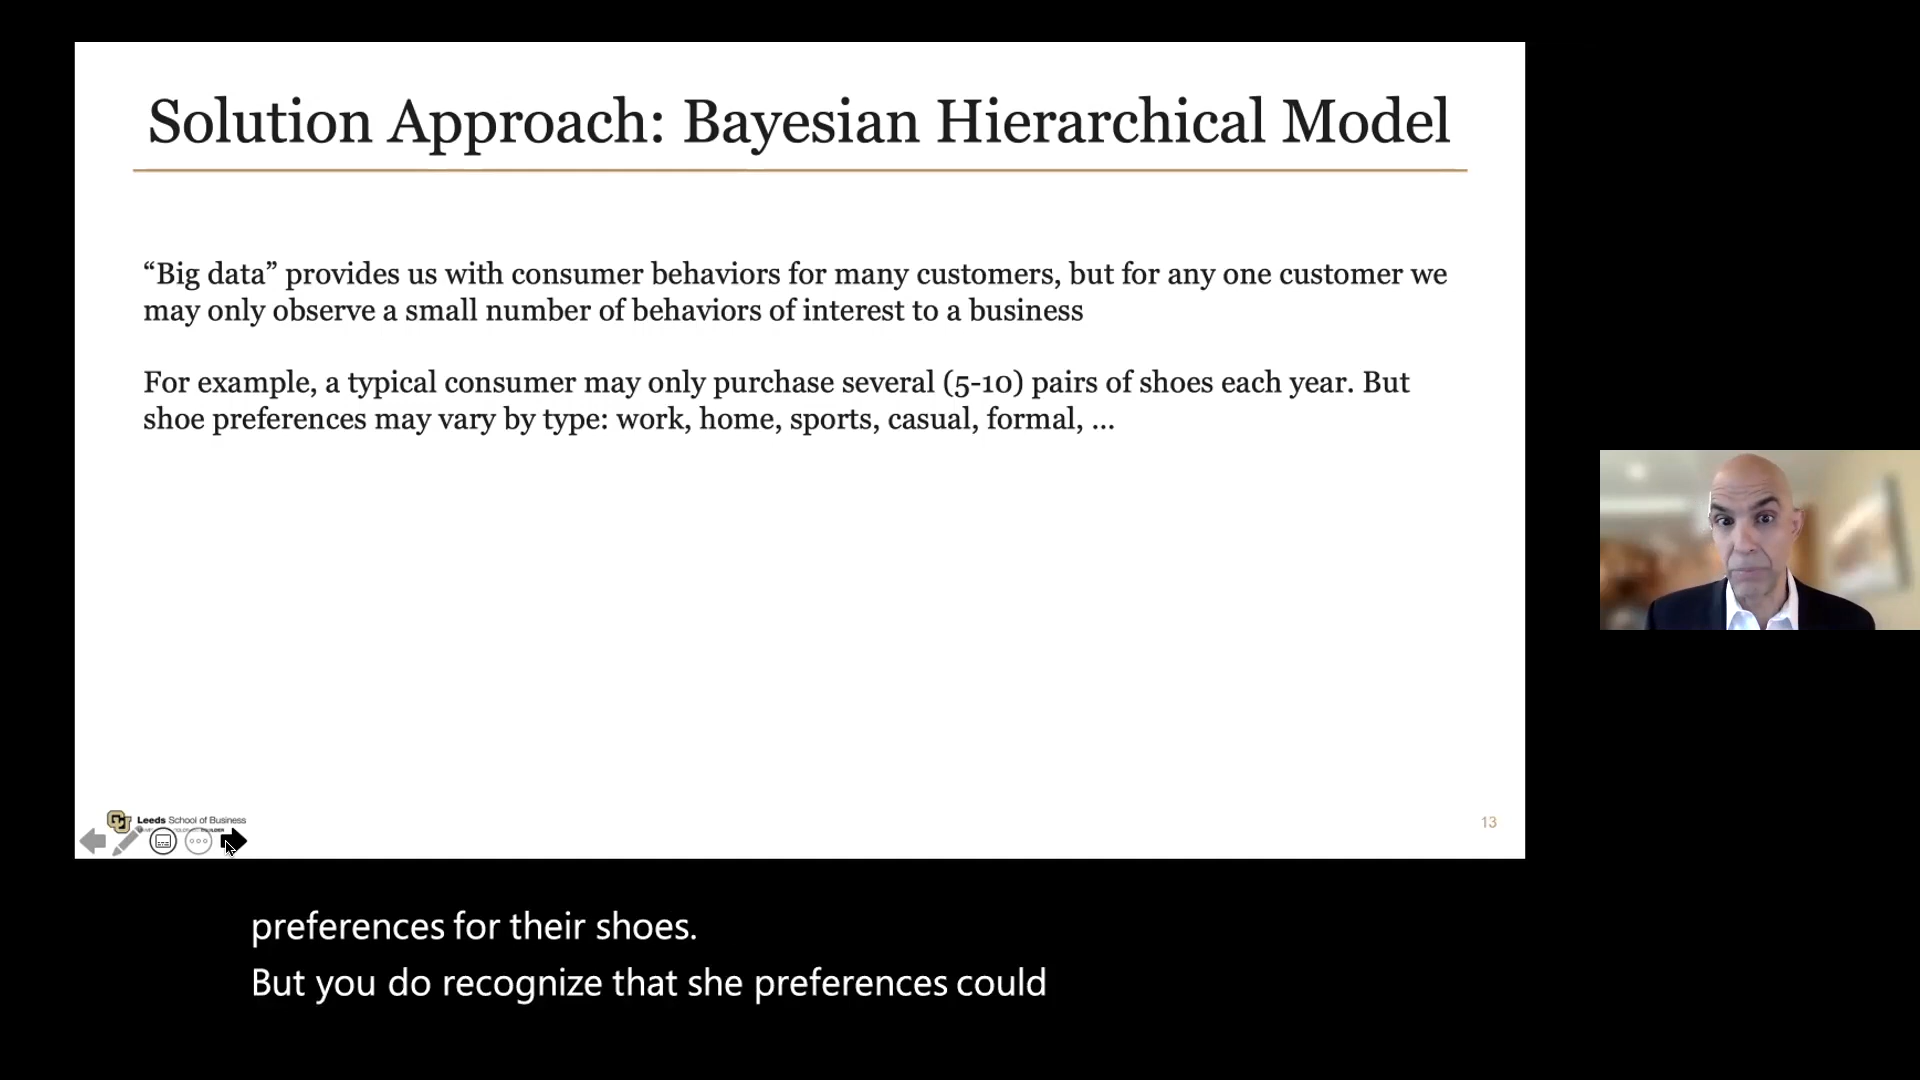 Solution Approach: Bayesian Hierarchical Model
“Big data” provides us with consumer behaviors for many customers, but for any one customer we
may only observe a small number of behaviors of interest to a business
For example, a typical consumer may only purchase several (5-10) pairs of shoes each year. But
shoe preferences may vary by type: work, home, sports, casual, formal, ...
Leeds School of Business
13
preferences for their shoes.
But you do recognize that she preferences could